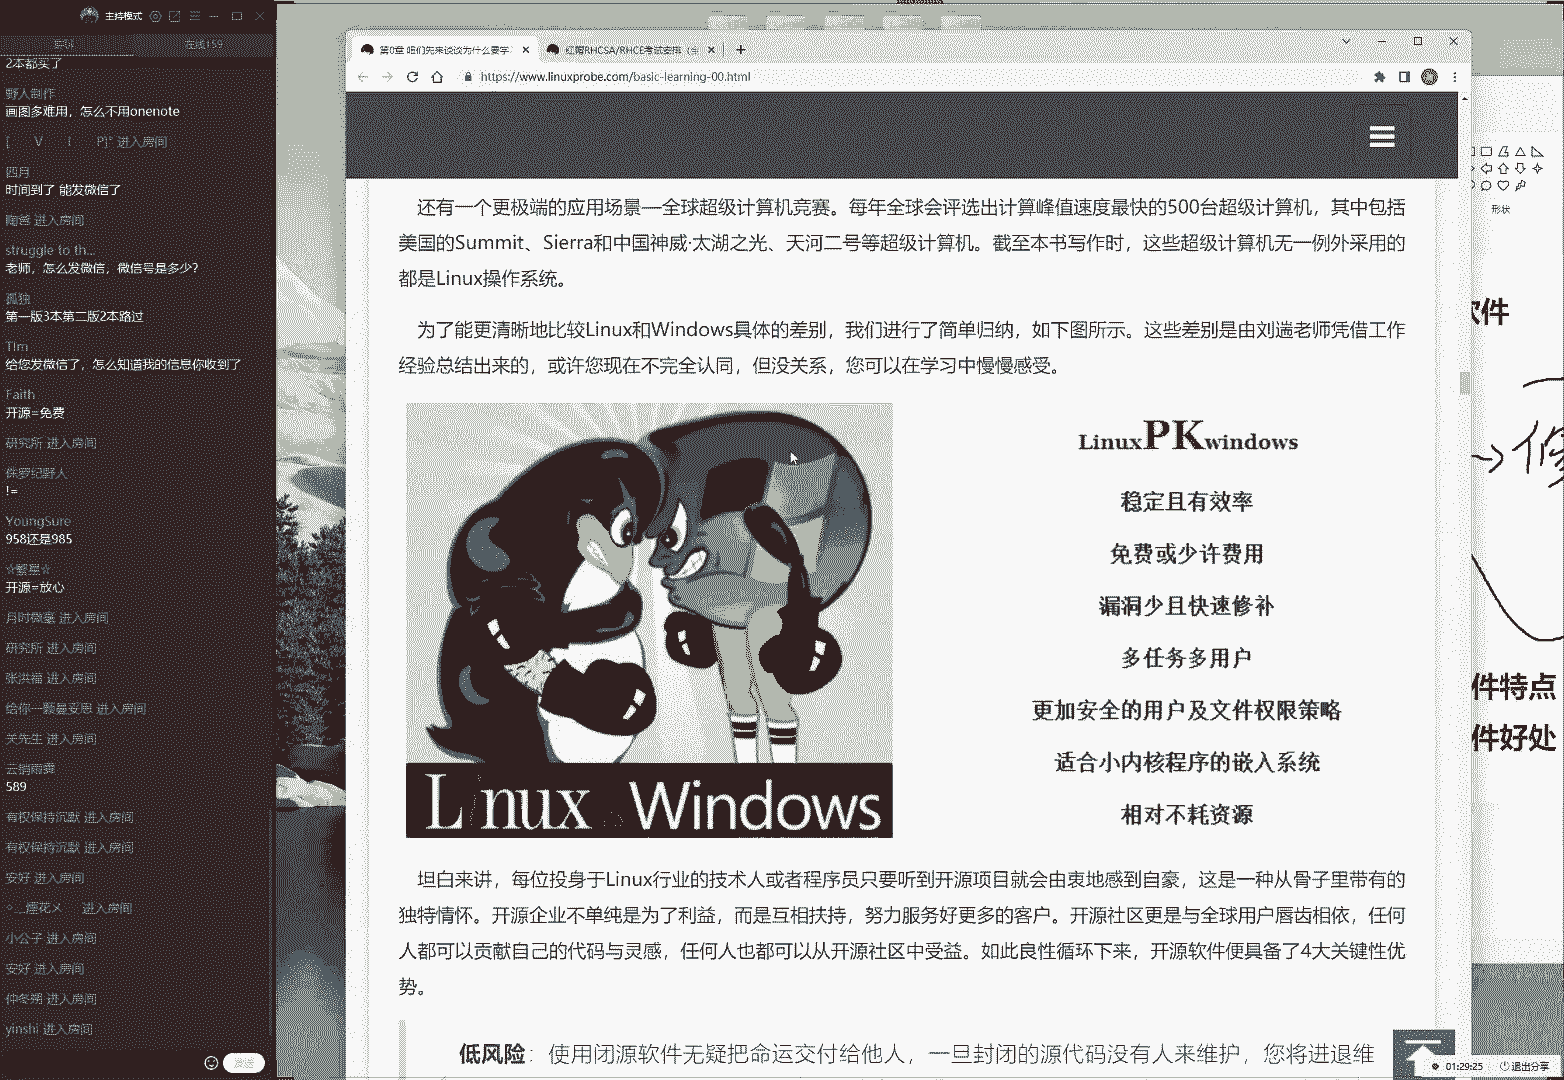 主持模式
在线159
2本都买了
野人制作
画图多难用，怎么不用onenote
[ V I P]° 进入房间
四月
时间到了 能发微信了
陶爸 进入房间
struggle to th...
老师，怎么发微信，微信号是多少？
孤独
第一版3本第二版2本路过
TIm
给您发微信了，怎么知道我的信息你收到了
Faith
开源=免费
研究所 进入房间
侏罗纪野人
!=
YoungSure
958还是985
开源=放心
月时微毫 进入房间
研究所 进入房间
张洪福 进入房间
给你一颗曼妥思 进入房间
关先生 进入房间
云销雨霁
589
有权保持沉默 进入房间
有权保持沉默 进入房间
安好 进入房间
进入房间
小公子 进入房间
安好 进入房间
仲冬朔 进入房间
yinshi 进入房间
发送
第0章 咱们先来谈谈为什么要学
红帽RHCSA/RHCE考试安排（全
https://www.linuxprobe.com/basic-learning-00.html
还有一个更极端的应用场景—全球超级计算机竞赛。每年全球会评选出计算峰值速度最快的500台超级计算机，其中包括
美国的Summit、Sierra和中国神威·太湖之光、天河二号等超级计算机。截至本书写作时，这些超级计算机无一例外采用的
都是Linux操作系统。
为了能更清晰地比较Linux和Windows具体的差别，我们进行了简单归纳，如下图所示。这些差别是由刘遄老师凭借工作
经验总结出来的，或许您现在不完全认同，但没关系，您可以在学习中慢慢感受。
L nux Windows
LinuxPKwindows
稳定且有效率
免费或少许费用
漏洞少且快速修补
多任务多用户
更加安全的用户及文件权限策略
适合小内核程序的嵌入系统
相对不耗资源
坦白来讲，每位投身于Linux行业的技术人或者程序员只要听到开源项目就会由衷地感到自豪，这是一种从骨子里带有的
独特情怀。开源企业不单纯是为了利益，而是互相扶持，努力服务好更多的客户。开源社区更是与全球用户唇齿相依，任何
人都可以贡献自己的代码与灵感，任何人也都可以从开源社区中受益。如此良性循环下来，开源软件便具备了4大关键性优
势。
低风险：使用闭源软件无疑把命运交付给他人，一旦封闭的源代码没有人来维护，您将进退维
形状
软件
件特点
件好处
01:29:25 退出分享